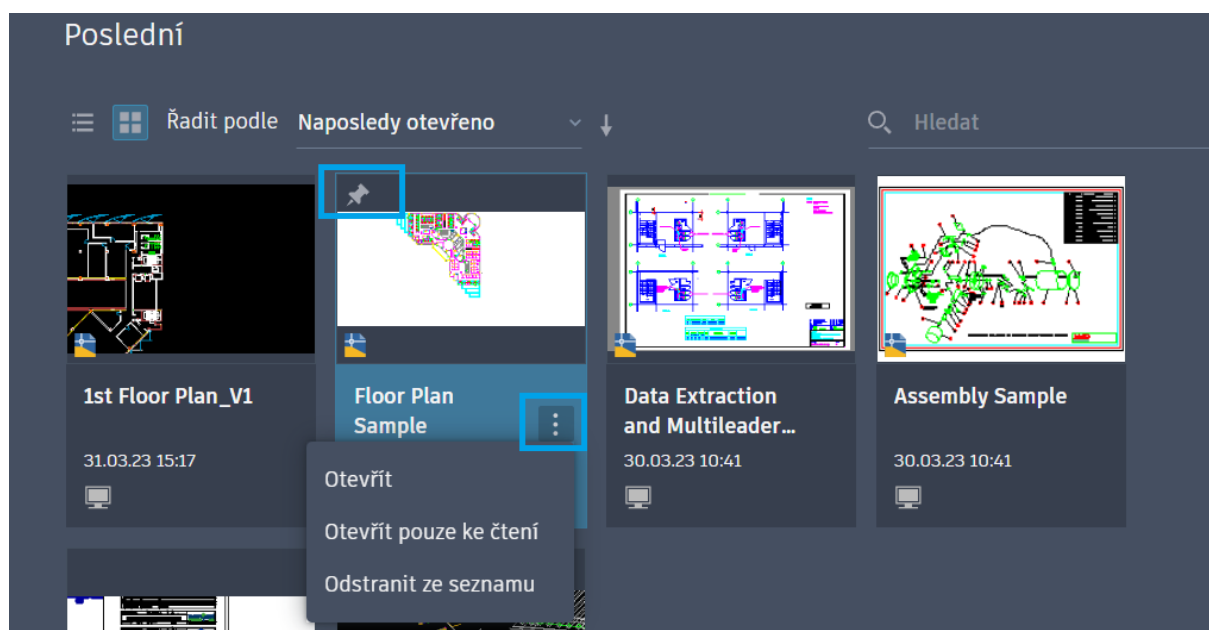 Poslední
Řadit podle Naposledy otevřeno
Hledat
1st Floor Plan_V1
31.03.23 15:17
Floor Plan
Sample
Data Extraction
and Multileader...
30.03.23 10:41
Assembly Sample
30.03.23 10:41
Otevřít
Otevřít pouze ke čtení
Odstranit ze seznamu